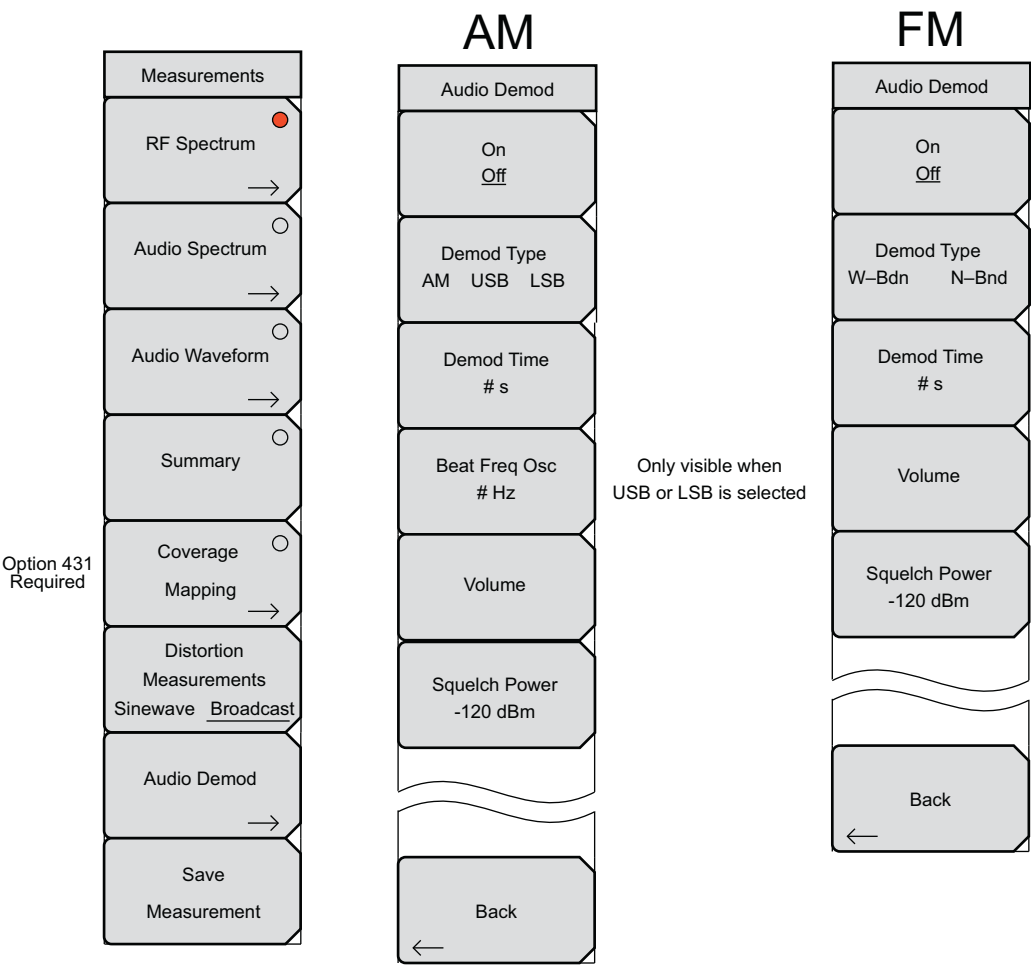 Measurements
RF Spectrum
Audio Spectrum
Audio Waveform
Summary
Option 431
Required
Coverage
Mapping
Distortion
Measurements
Sinewave Broadcast
Audio Demod
Save
Measurement
AM
Audio Demod
On
Off
Demod Type
AM USB LSB
Demod Time
# s
Beat Freq Osc
# Hz
Only visible when
USB or LSB is selected
Volume
Squelch Power
-120 dBm
Back
FM
Audio Demod
On
Off
Demod Type
W–Bdn N–Bnd
Demod Time
# s
Volume
Squelch Power
-120 dBm
Back